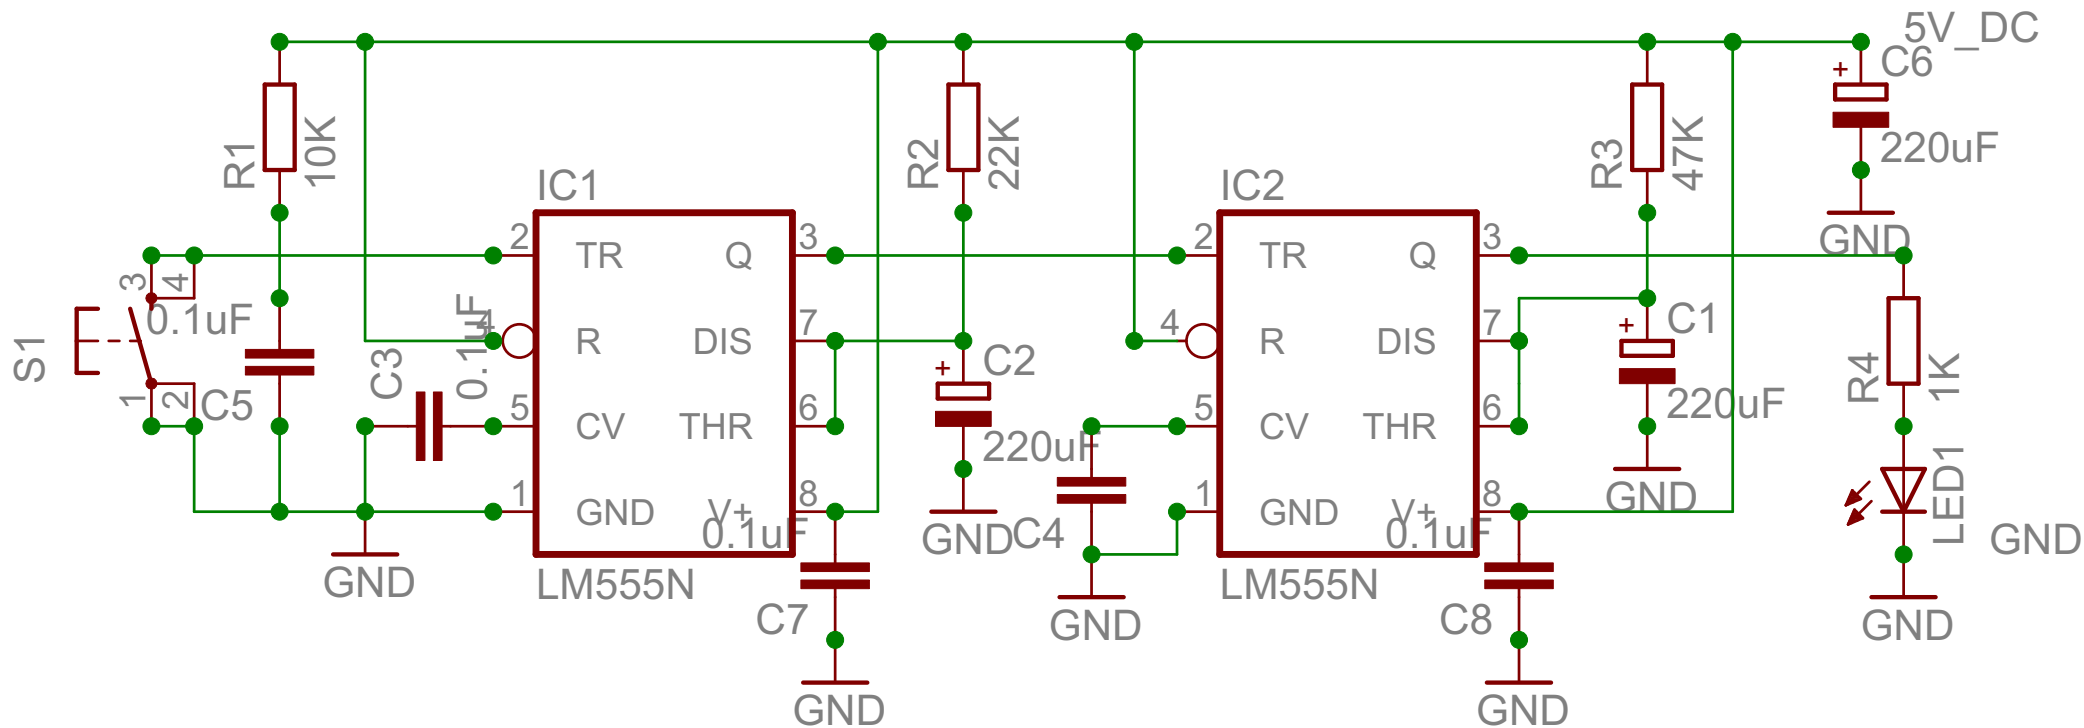 5V_DC
C6
220uF
GND
R1
10K
R2
22K
R3
47K
IC1
2
TR
Q
3
4
R
DIS
7
5
CV
THR
6
1
GND
V+
8
LM555N
IC2
2
TR
Q
3
4
R
DIS
7
5
CV
THR
6
1
GND
V+
8
LM555N
S1
3
4
1
2
0.1uF
C5
C3
0.1uF
GND
C2
220uF
GND
0.1uF
C7
GND
C4
GND
C1
220uF
GND
0.1uF
C8
GND
R4
1K
LED1
GND
GND